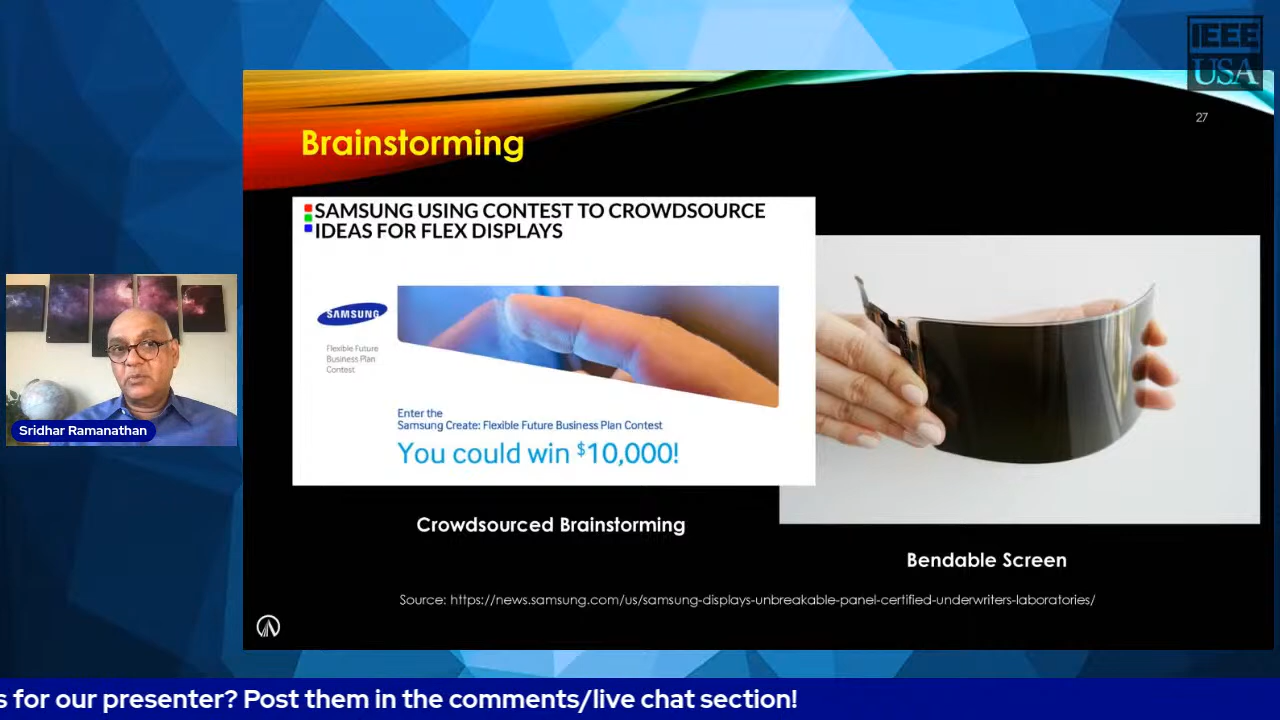 IEEE
USA
27
Brainstorming
SAMSUNG USING CONTEST TO CROWDSOURCE
IDEAS FOR FLEX DISPLAYS
SAMSUNG
Flexible Future
Business Plan
Contest
Enter the
Samsung Create: Flexible Future Business Plan Contest
You could win $10,000!
Sridhar Ramanathan
Crowdsourced Brainstorming
Bendable Screen
Source: https://news.samsung.com/us/samsung-displays-unbreakable-panel-certified-underwriters-laboratories/
s for our presenter? Post them in the comments/live chat section!